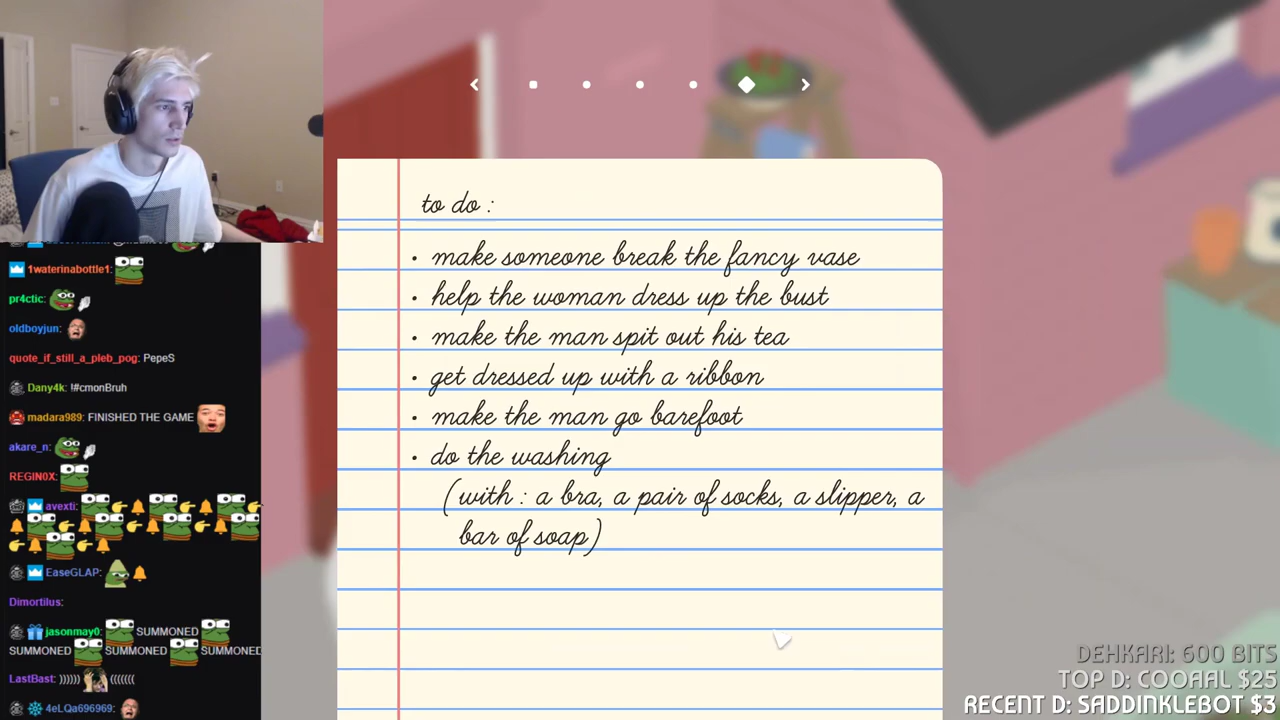 to do :
• make someone break the fancy vase
• help the woman dress up the bust
• make the man spit out his tea
• get dressed up with a ribbon
• make the man go barefoot
• do the washing
(with : a bra, a pair of socks, a slipper, a
bar of soap)
1waterinabottle1:
pr4ctic:
oldboyjun:
quote_if_still_a_pleb_pog: PepeS
Dany4k: !#cmonBruh
madara989: FINISHED THE GAME
akare_n:
REGIN0X:
avexti:
EaseGLAP:
Dimortilus:
jasonmay0: SUMMONED
SUMMONED SUMMONED SUMMONED
LastBast: )))))) (((((((
4eLQa696969:
DEHKARI: 600 BITS
TOP D: COOAAL $25
RECENT D: SADDINKLEBOT $3